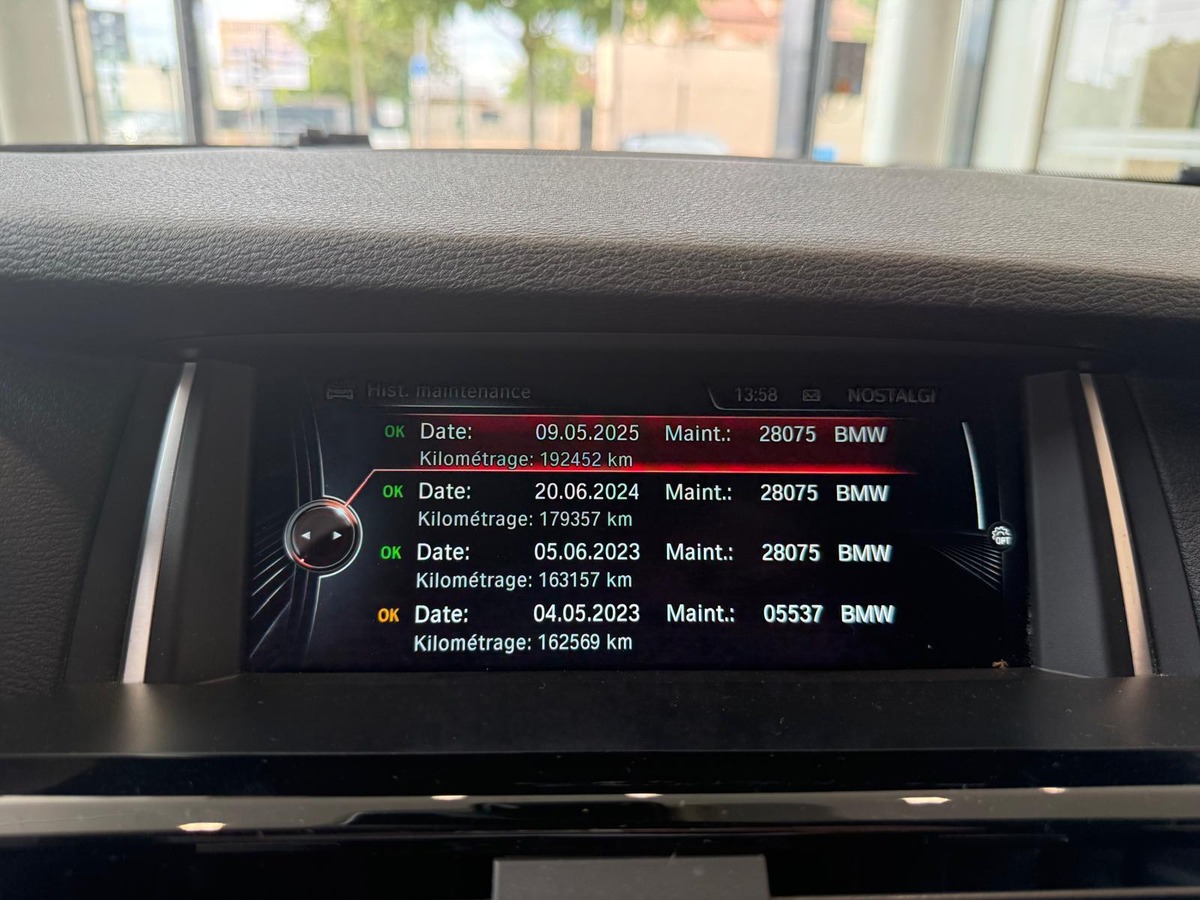 Hist. maintenance 13:58 NOSTALGI
OK Date: 09.05.2025 Maint.: 28075 BMW
Kilométrage: 192452 km
OK Date: 20.06.2024 Maint.: 28075 BMW
Kilométrage: 179357 km
OK Date: 05.06.2023 Maint.: 28075 BMW
Kilométrage: 163157 km
OK Date: 04.05.2023 Maint.: 05537 BMW
Kilométrage: 162569 km
OPT